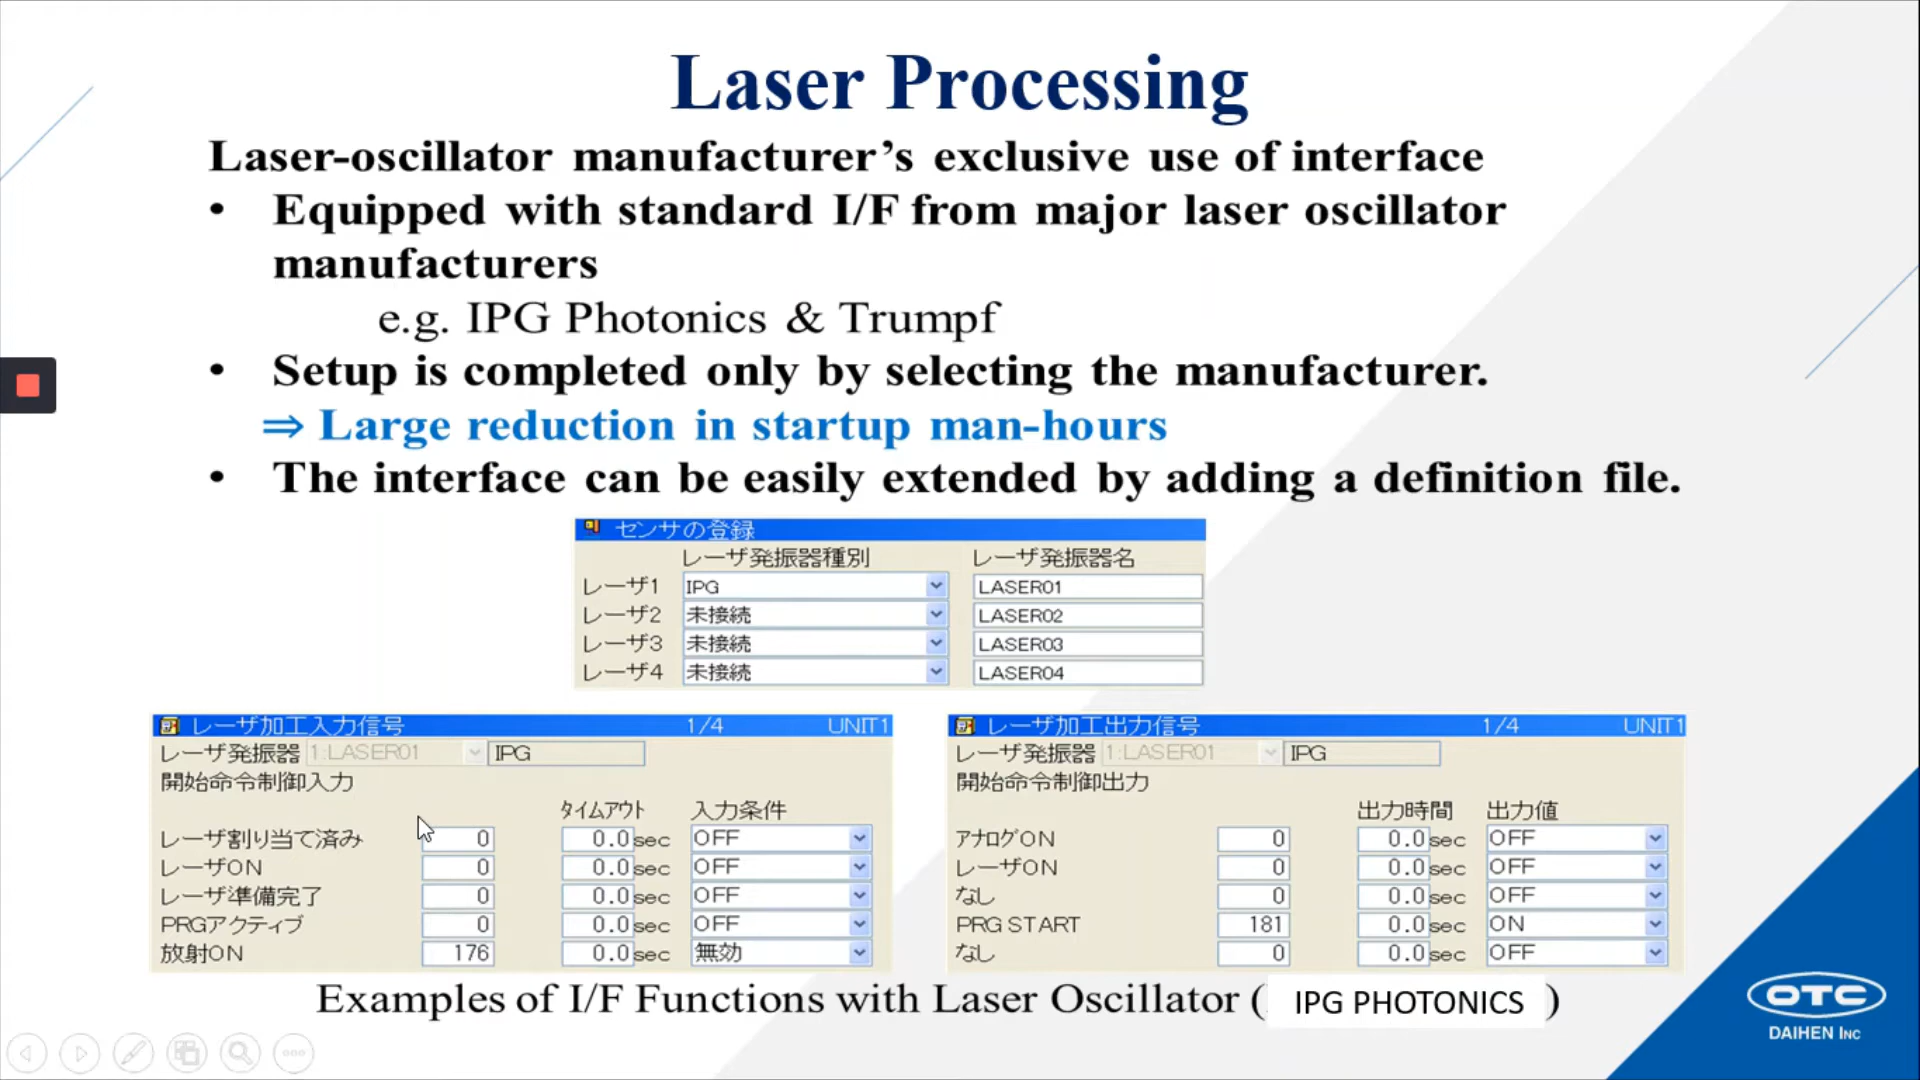 Laser Processing
Laser-oscillator manufacturer’s exclusive use of interface
• Equipped with standard I/F from major laser oscillator
manufacturers
e.g. IPG Photonics & Trumpf
• Setup is completed only by selecting the manufacturer.
⇒ Large reduction in startup man-hours
• The interface can be easily extended by adding a definition file.
センサの登録
レーザ発振器種別 レーザ発振器名
レーザ1 IPG LASER01
レーザ2 未接続 LASER02
レーザ3 未接続 LASER03
レーザ4 未接続 LASER04
レーザ加工入力信号 1/4 UNIT1
レーザ発振器 1:LASER01 IPG
開始命令制御入力
タイムアウト 入力条件
レーザ割り当て済み 0 0.0sec OFF
レーザON 0 0.0sec OFF
レーザ準備完了 0 0.0sec OFF
PRGアクティブ 0 0.0sec OFF
放射ON 176 0.0sec 無効
レーザ加工出力信号 1/4 UNIT1
レーザ発振器 1:LASER01 IPG
開始命令制御出力
出力時間 出力値
アナログON 0 0.0sec OFF
レーザON 0 0.0sec OFF
なし 0 0.0sec OFF
PRG START 181 0.0sec ON
なし 0 0.0sec OFF
Examples of I/F Functions with Laser Oscillator ( IPG PHOTONICS )
OTC
DAIHEN INC